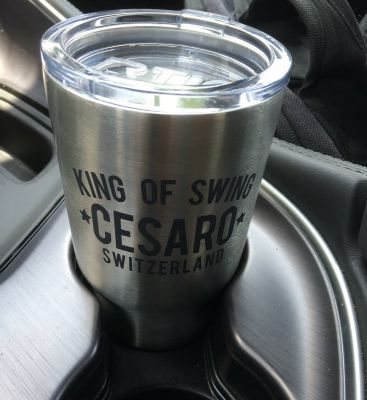 KING OF SWING
★CESARO★
SWITZERLAND